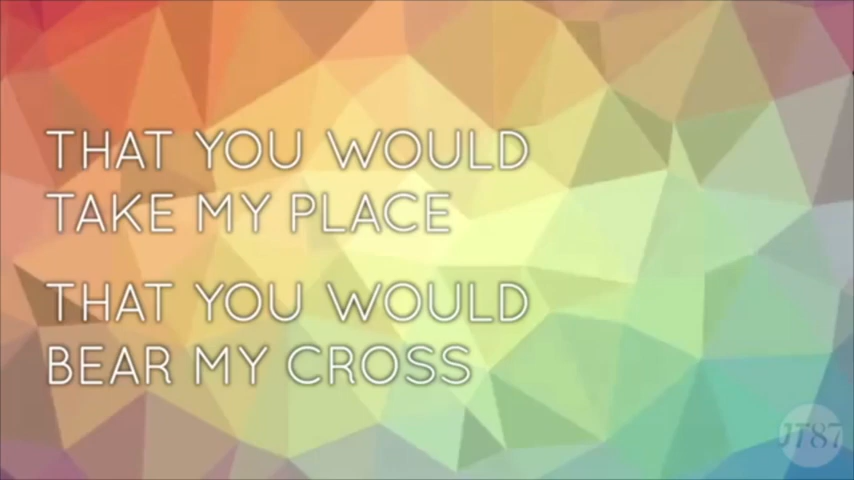 THAT YOU WOULD
TAKE MY PLACE
THAT YOU WOULD
BEAR MY CROSS
JT87